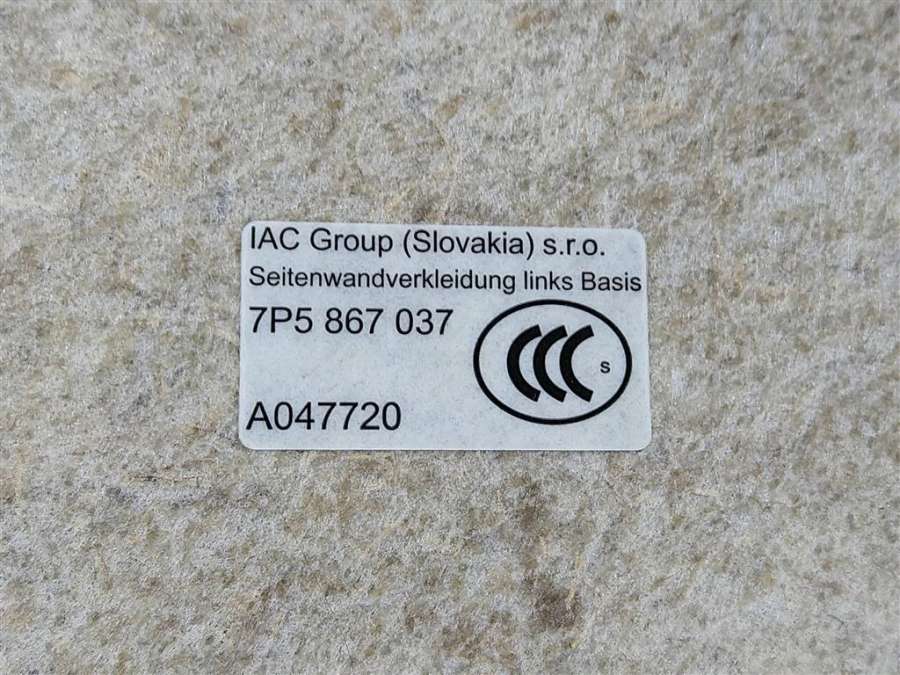 IAC Group (Slovakia) s.r.o.
Seitenwandverkleidung links Basis
7P5 867 037
CCC s
A047720